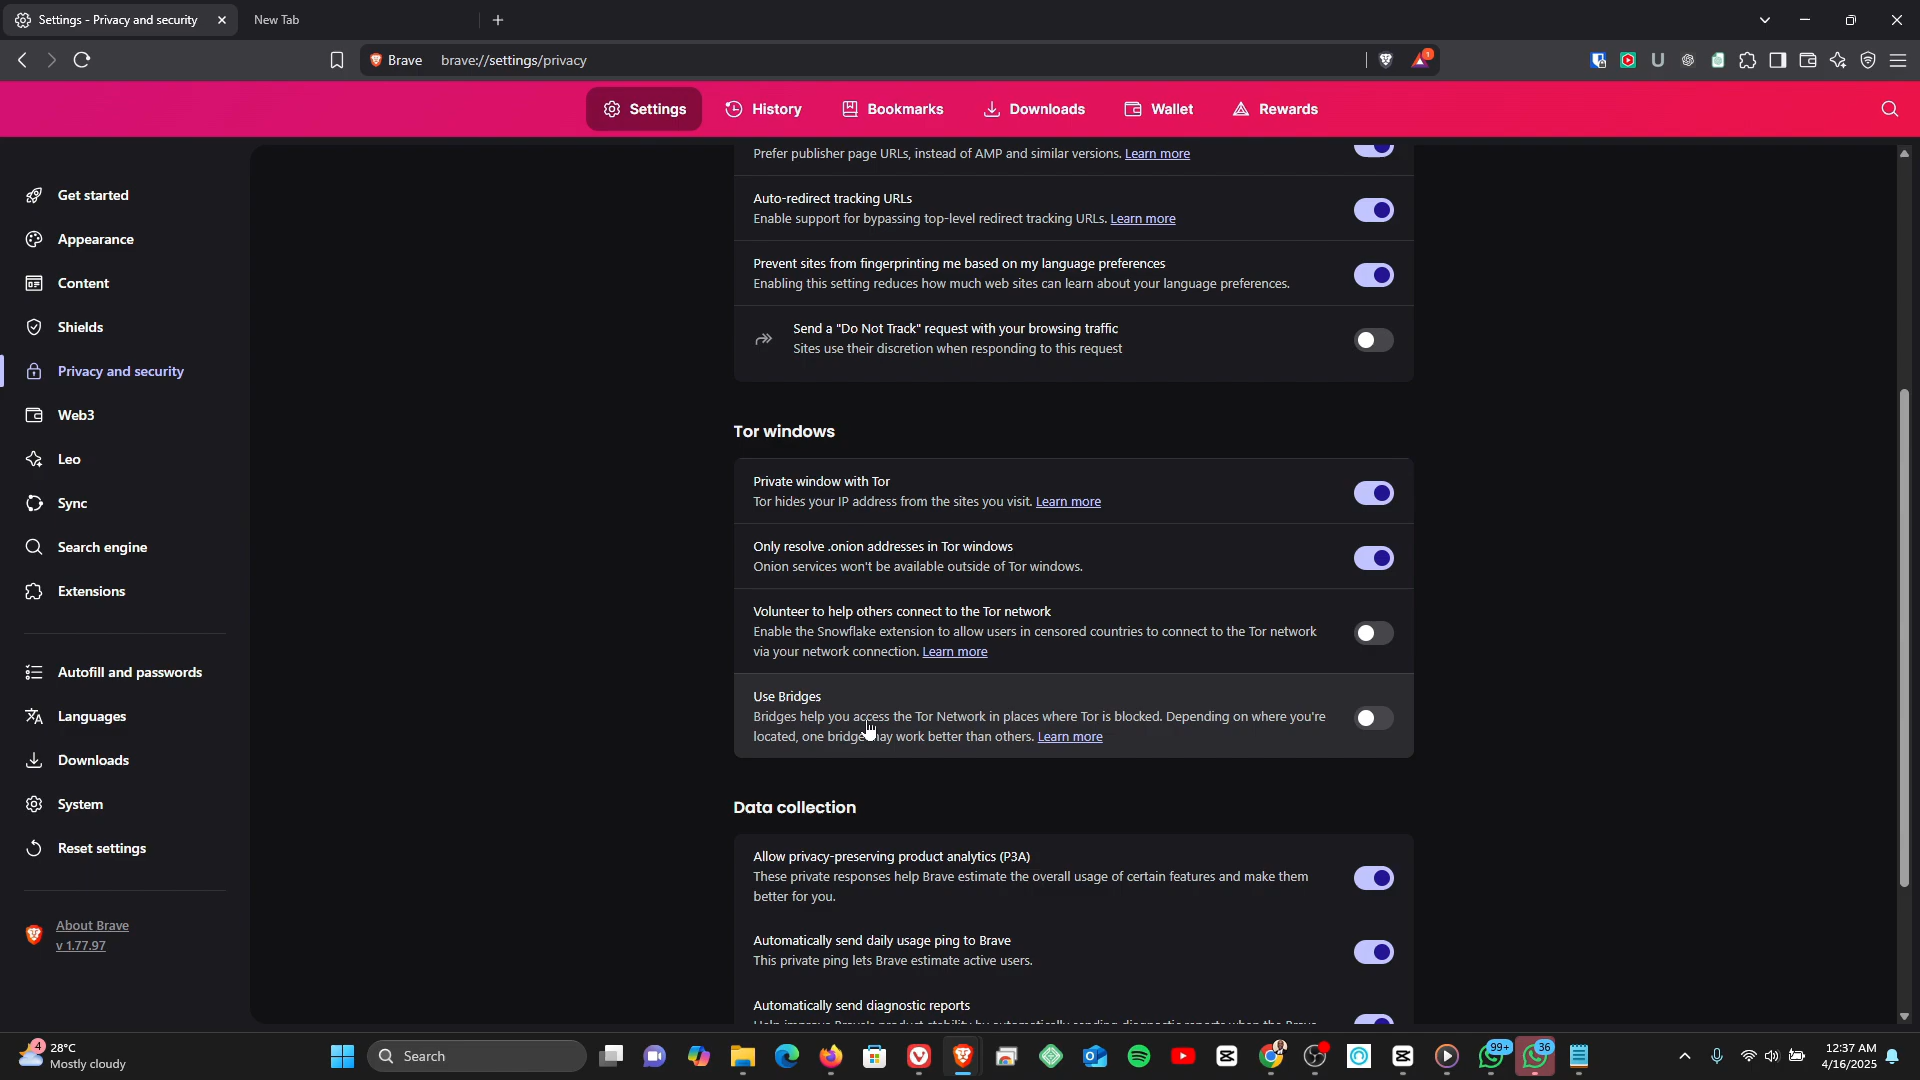 Settings - Privacy and security
New Tab
Brave
brave://settings/privacy
1
Settings
History
Bookmarks
Downloads
Wallet
Rewards
Get started
Appearance
Content
Shields
Privacy and security
Web3
Leo
Sync
Search engine
Extensions
Autofill and passwords
Languages
Downloads
System
Reset settings
About Brave
v 1.77.97
Prefer publisher page URLs, instead of AMP and similar versions. Learn more
Auto-redirect tracking URLs
Enable support for bypassing top-level redirect tracking URLs. Learn more
Prevent sites from fingerprinting me based on my language preferences
Enabling this setting reduces how much web sites can learn about your language preferences.
Send a "Do Not Track" request with your browsing traffic
Sites use their discretion when responding to this request
Tor windows
Private window with Tor
Tor hides your IP address from the sites you visit. Learn more
Only resolve .onion addresses in Tor windows
Onion services won't be available outside of Tor windows.
Volunteer to help others connect to the Tor network
Enable the Snowflake extension to allow users in censored countries to connect to the Tor network
via your network connection. Learn more
Use Bridges
Bridges help you access the Tor Network in places where Tor is blocked. Depending on where you're
located, one bridge may work better than others. Learn more
Data collection
Allow privacy-preserving product analytics (P3A)
These private responses help Brave estimate the overall usage of certain features and make them
better for you.
Automatically send daily usage ping to Brave
This private ping lets Brave estimate active users.
Automatically send diagnostic reports
4
28°C
Mostly cloudy
Search
99+
36
12:37 AM
4/16/2025